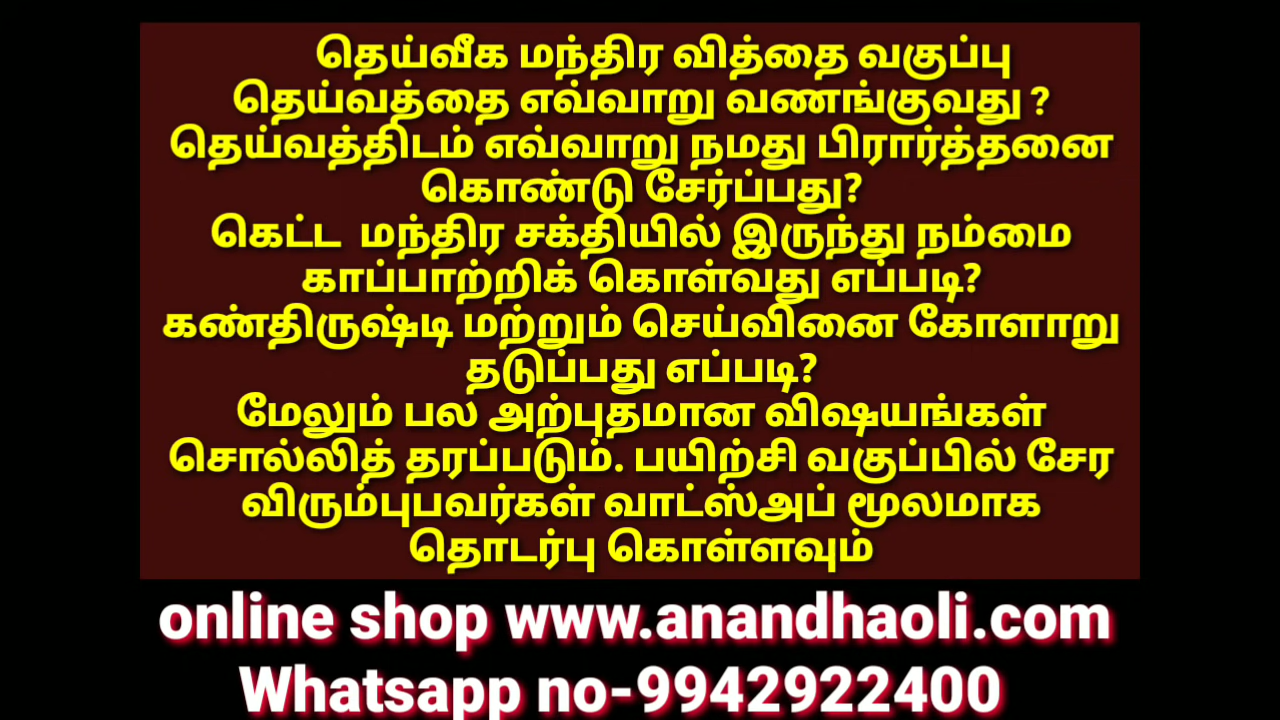 தெய்வீக மந்திர வித்தை வகுப்பு
தெய்வத்தை எவ்வாறு வணங்குவது ?
தெய்வத்திடம் எவ்வாறு நமது பிரார்த்தனை
கொண்டு சேர்ப்பது?
கெட்ட மந்திர சக்தியில் இருந்து நம்மை
காப்பாற்றிக் கொள்வது எப்படி?
கண்திருஷ்டி மற்றும் செய்வினை கோளாறு
தடுப்பது எப்படி?
மேலும் பல அற்புதமான விஷயங்கள்
சொல்லித் தரப்படும். பயிற்சி வகுப்பில் சேர
விரும்புபவர்கள் வாட்ஸ்அப் மூலமாக
தொடர்பு கொள்ளவும்
online shop www.anandhaoli.com
Whatsapp no-9942922400